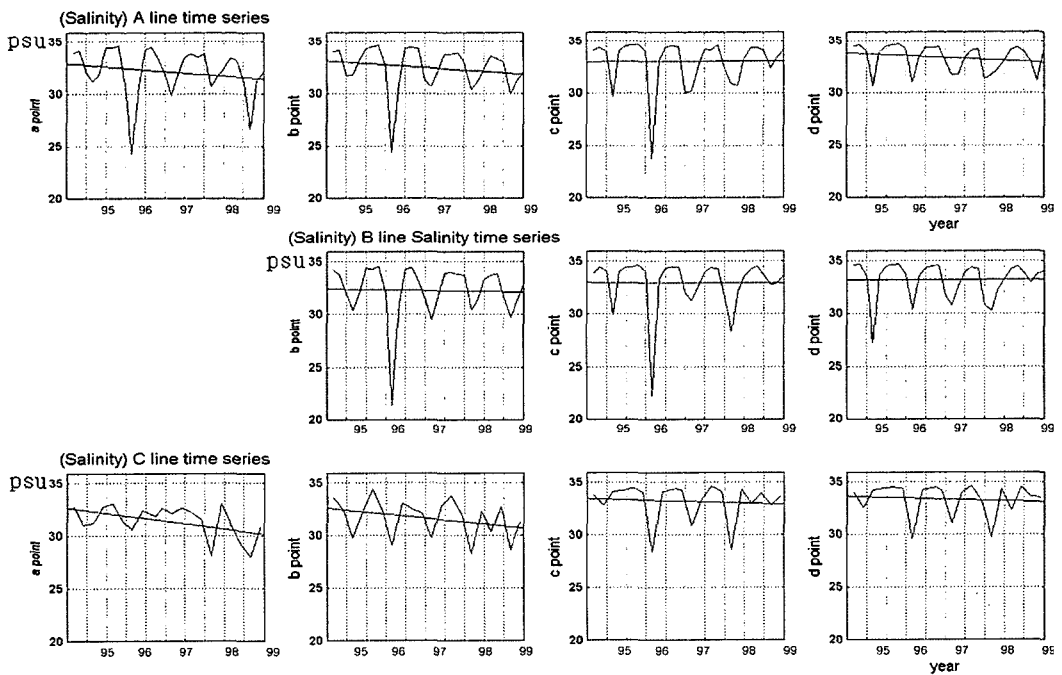 (Salinity) A line time series
psu
35
30
25
20
a point
95 96 97 98 99
35
30
25
20
b point
95 96 97 98 99
35
30
25
20
c point
95 96 97 98 99
35
30
25
20
d point
95 96 97 98 99
year
(Salinity) B line Salinity time series
psu
35
30
25
20
b point
95 96 97 98 99
35
30
25
20
c point
95 96 97 98 99
35
30
25
20
d point
95 96 97 98 99
(Salinity) C line time series
psu
35
30
25
20
a point
95 96 97 98 99
35
30
25
20
b point
95 96 97 98 99
35
30
25
20
c point
95 96 97 98 99
35
30
25
20
d point
95 96 97 98 99
year